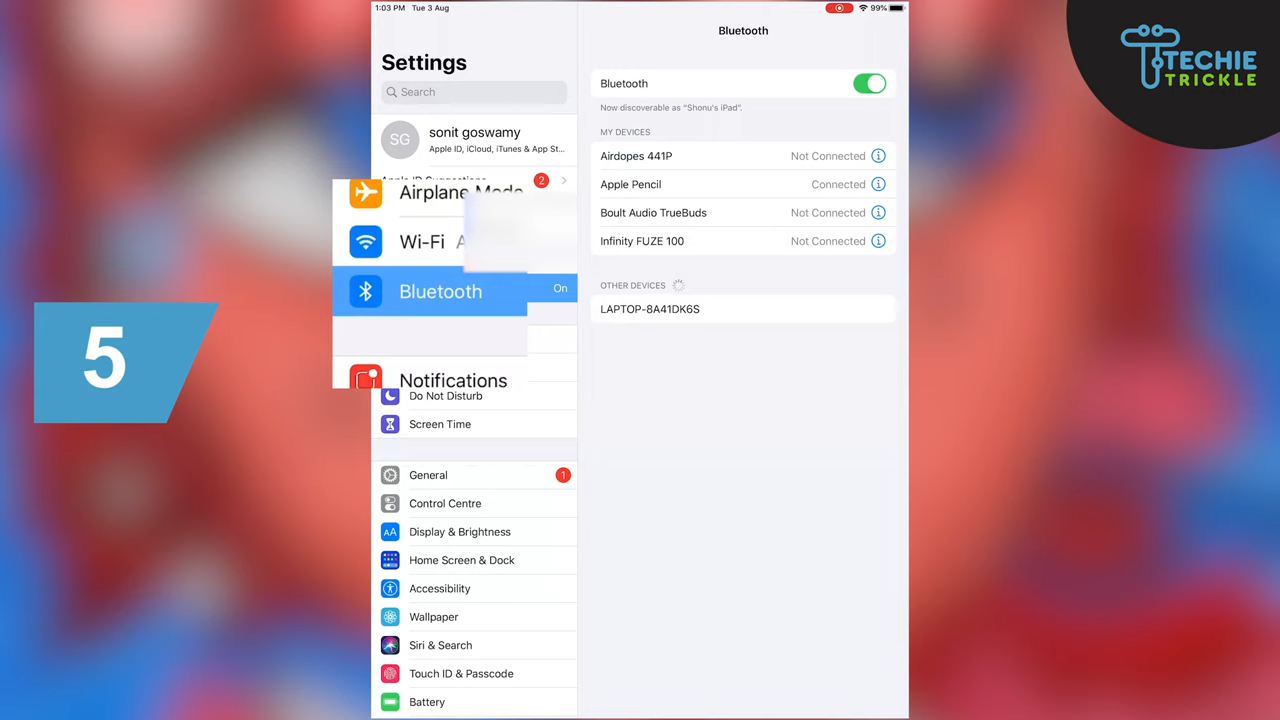 1:03 PM Tue 3 Aug
99%
TECHIE
TRICKLE
Settings
Search
SG
sonit goswamy
Apple ID, iCloud, iTunes & App St...
Apple ID Suggestions
2
Airplane Mode
Wi-Fi
Bluetooth
On
Notifications
Do Not Disturb
Screen Time
General
1
Control Centre
Display & Brightness
Home Screen & Dock
Accessibility
Wallpaper
Siri & Search
Touch ID & Passcode
Battery
5
Bluetooth
Bluetooth
Now discoverable as “Shonu's iPad”.
MY DEVICES
Airdopes 441P Not Connected
Apple Pencil Connected
Boult Audio TrueBuds Not Connected
Infinity FUZE 100 Not Connected
OTHER DEVICES
LAPTOP-8A41DK6S